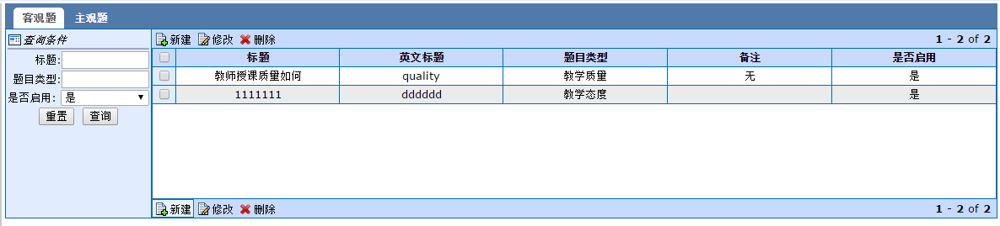 客观题 主观题
查询条件
标题:
题目类型:
是否启用: 是
重置 查询
新建 修改 删除 1 - 2 of 2
标题 英文标题 题目类型 备注 是否启用
教师授课质量如何 quality 教学质量 无 是
1111111 dddddd 教学态度 是
新建 修改 删除 1 - 2 of 2